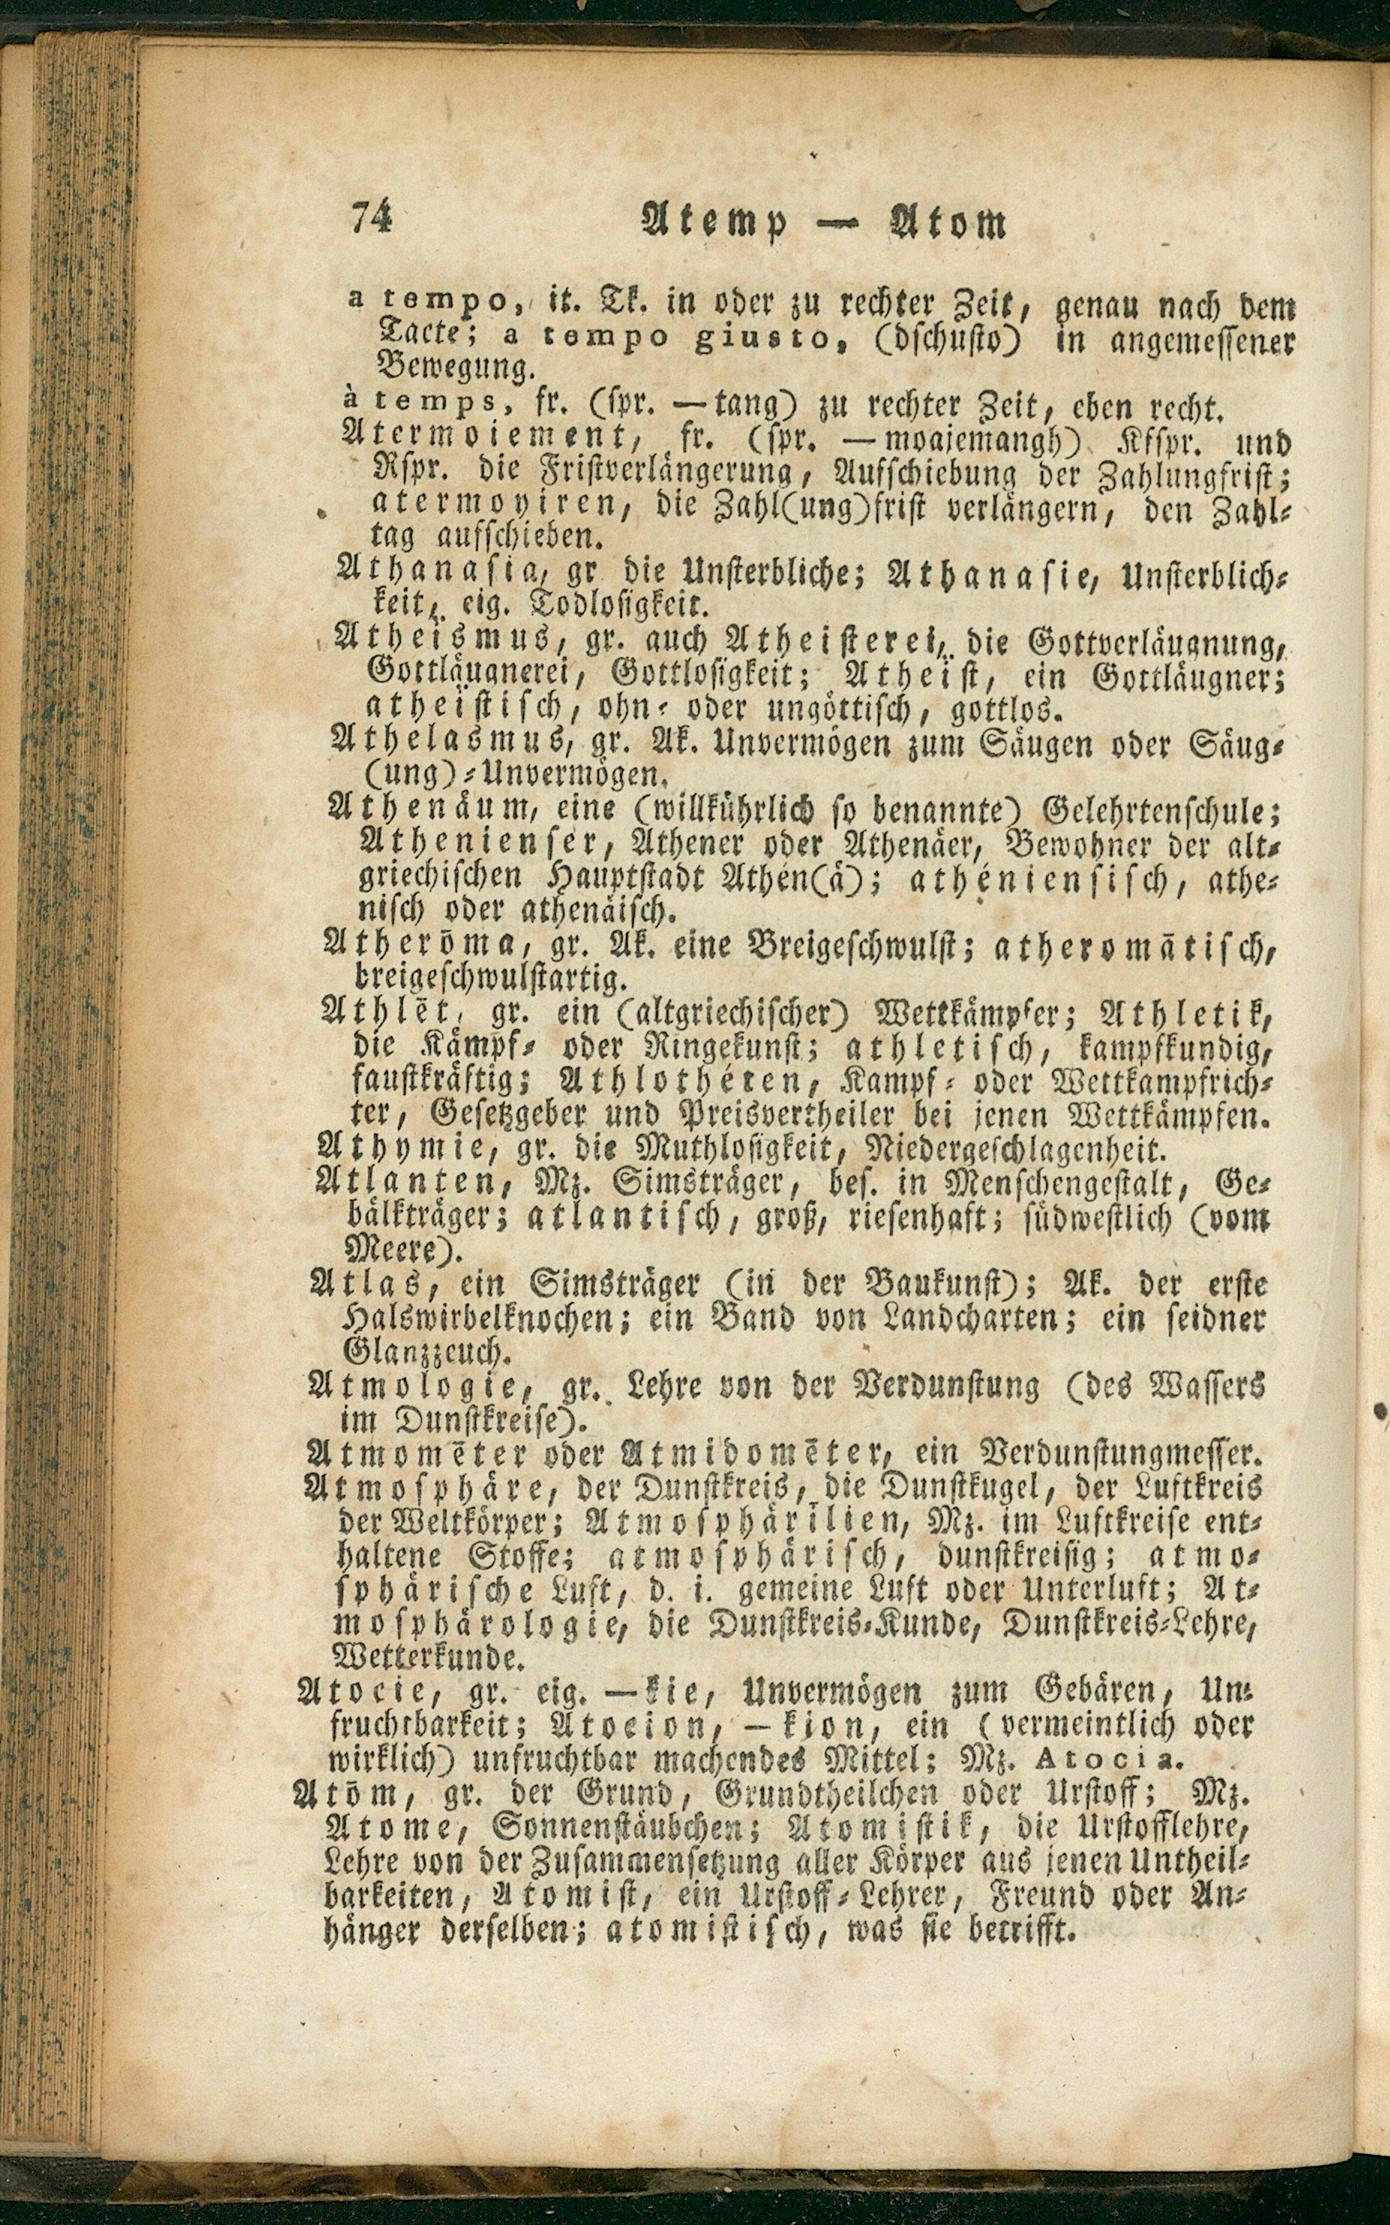 74 Atemp — Atom
a tempo, it. Tk. in oder zu rechter Zeit, genau nach dem
Tacte; a tempo giusto, (dschusto) in angemessener
Bewegung.
à temps, fr. (spr. — tang) zu rechter Zeit, eben recht.
Atermoiement, fr. (spr. — moajemangh) Kfspr. und
Rspr. die Fristverlängerung, Aufschiebung der Zahlungfrist;
atermoyiren, die Zahl(ung)frist verlängern, den Zahl-
tag aufschieben.
Athanasia, gr die Unsterbliche; Athanasie, Unsterblich-
keit, eig. Todlosigkeit.
Atheïsmus, gr. auch Atheisterei, die Gottverläugnung,
Gottläugnerei, Gottlosigkeit; Atheïst, ein Gottläugner;
atheïstisch, ohn- oder ungöttisch, gottlos.
Athelasmus, gr. Ak. Unvermögen zum Säugen oder Säug-
(ung)-Unvermögen.
Athenäum, eine (willkührlich so benannte) Gelehrtenschule;
Athenienser, Athener oder Athenäer, Bewohner der alt-
griechischen Hauptstadt Athén(ä); athéniensisch, athe-
nisch oder athenäisch.
Atherōma, gr. Ak. eine Breigeschwulst; atheromātisch,
breigeschwulstartig.
Athlēt, gr. ein (altgriechischer) Wettkämpfer; Athletik,
die Kämpf- oder Ringekunst; athletisch, kampfkundig,
faustkräftig; Athlothéten, Kampf- oder Wettkampfrich-
ter, Gesetzgeber und Preisvertheiler bei jenen Wettkämpfen.
Athymie, gr. die Muthlosigkeit, Niedergeschlagenheit.
Atlanten, Mz. Simsträger, bes. in Menschengestalt, Ge-
bälkträger; atlantisch, groß, riesenhaft; südwestlich (vom
Meere).
Atlas, ein Simsträger (in der Baukunst); Ak. der erste
Halswirbelknochen; ein Band von Landcharten; ein seidner
Glanzzeuch.
Atmologie, gr. Lehre von der Verdunstung (des Wassers
im Dunstkreise).
Atmomēter oder Atmidomēter, ein Verdunstungmesser.
Atmosphäre, der Dunstkreis, die Dunstkugel, der Luftkreis
der Weltkörper; Atmosphärīlien, Mz. im Luftkreise ent-
haltene Stoffe; atmosphärisch, dunstkreisig; atmo-
sphärische Luft, d. i. gemeine Luft oder Unterluft; At-
mosphärologie, die Dunstkreis-Kunde, Dunstkreis-Lehre,
Wetterkunde.
Atocie, gr. eig. —kie, Unvermögen zum Gebären, Un-
fruchtbarkeit; Atocion, —kion, ein (vermeintlich oder
wirklich) unfruchtbar machendes Mittel; Mz. Atocia.
Atōm, gr. der Grund, Grundtheilchen oder Urstoff; Mz.
Atome, Sonnenstäubchen; Atomistik, die Urstofflehre,
Lehre von der Zusammensetzung aller Körper aus jenen Untheil-
barkeiten, Atomist, ein Urstoff-Lehrer, Freund oder An-
hänger derselben; atomistisch, was sie betrifft.